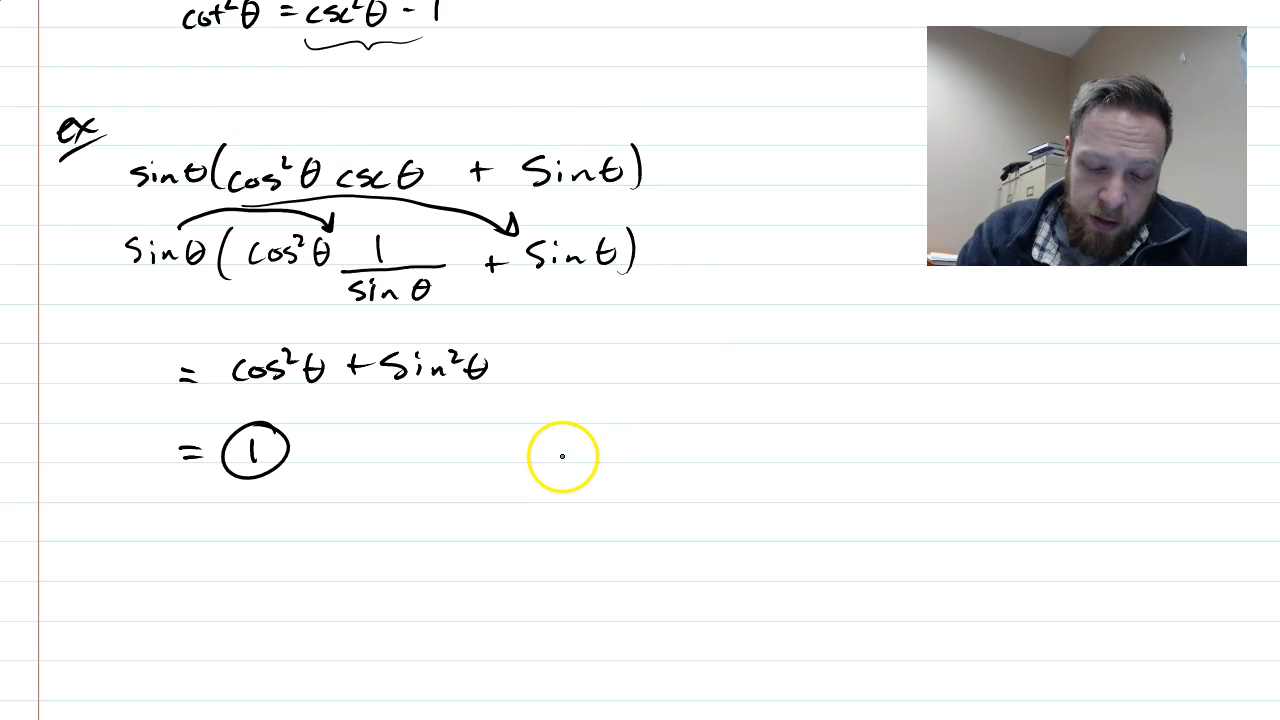 cot²θ = csc²θ - 1
ex
sinθ(cos²θ cscθ + sinθ)
sinθ(cos²θ 1/sinθ + sinθ)
= cos²θ + sin²θ
= 1